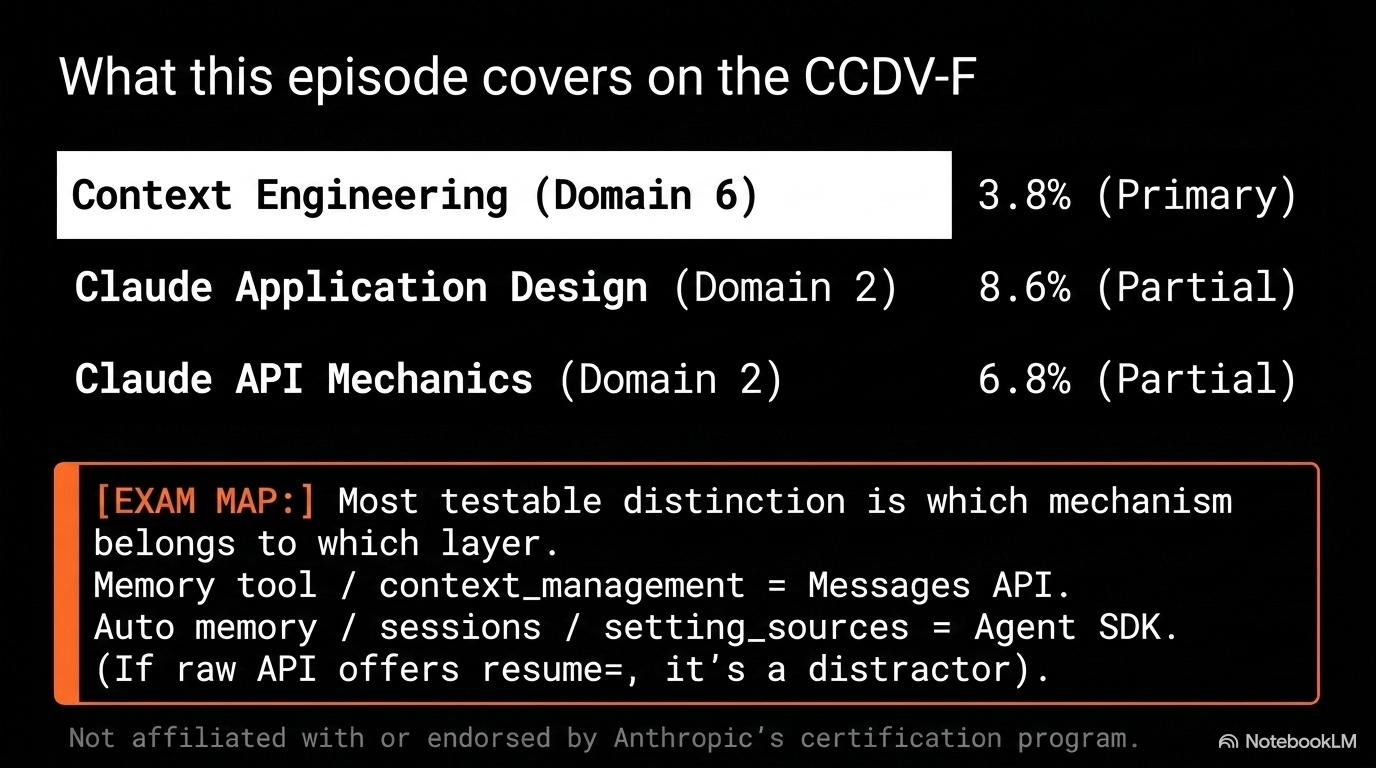 What this episode covers on the CCDV-F
Context Engineering (Domain 6) 3.8% (Primary)
Claude Application Design (Domain 2) 8.6% (Partial)
Claude API Mechanics (Domain 2) 6.8% (Partial)
[EXAM MAP:] Most testable distinction is which mechanism
belongs to which layer.
Memory tool / context_management = Messages API.
Auto memory / sessions / setting_sources = Agent SDK.
(If raw API offers resume=, it’s a distractor).
Not affiliated with or endorsed by Anthropic’s certification program.
NotebookLM